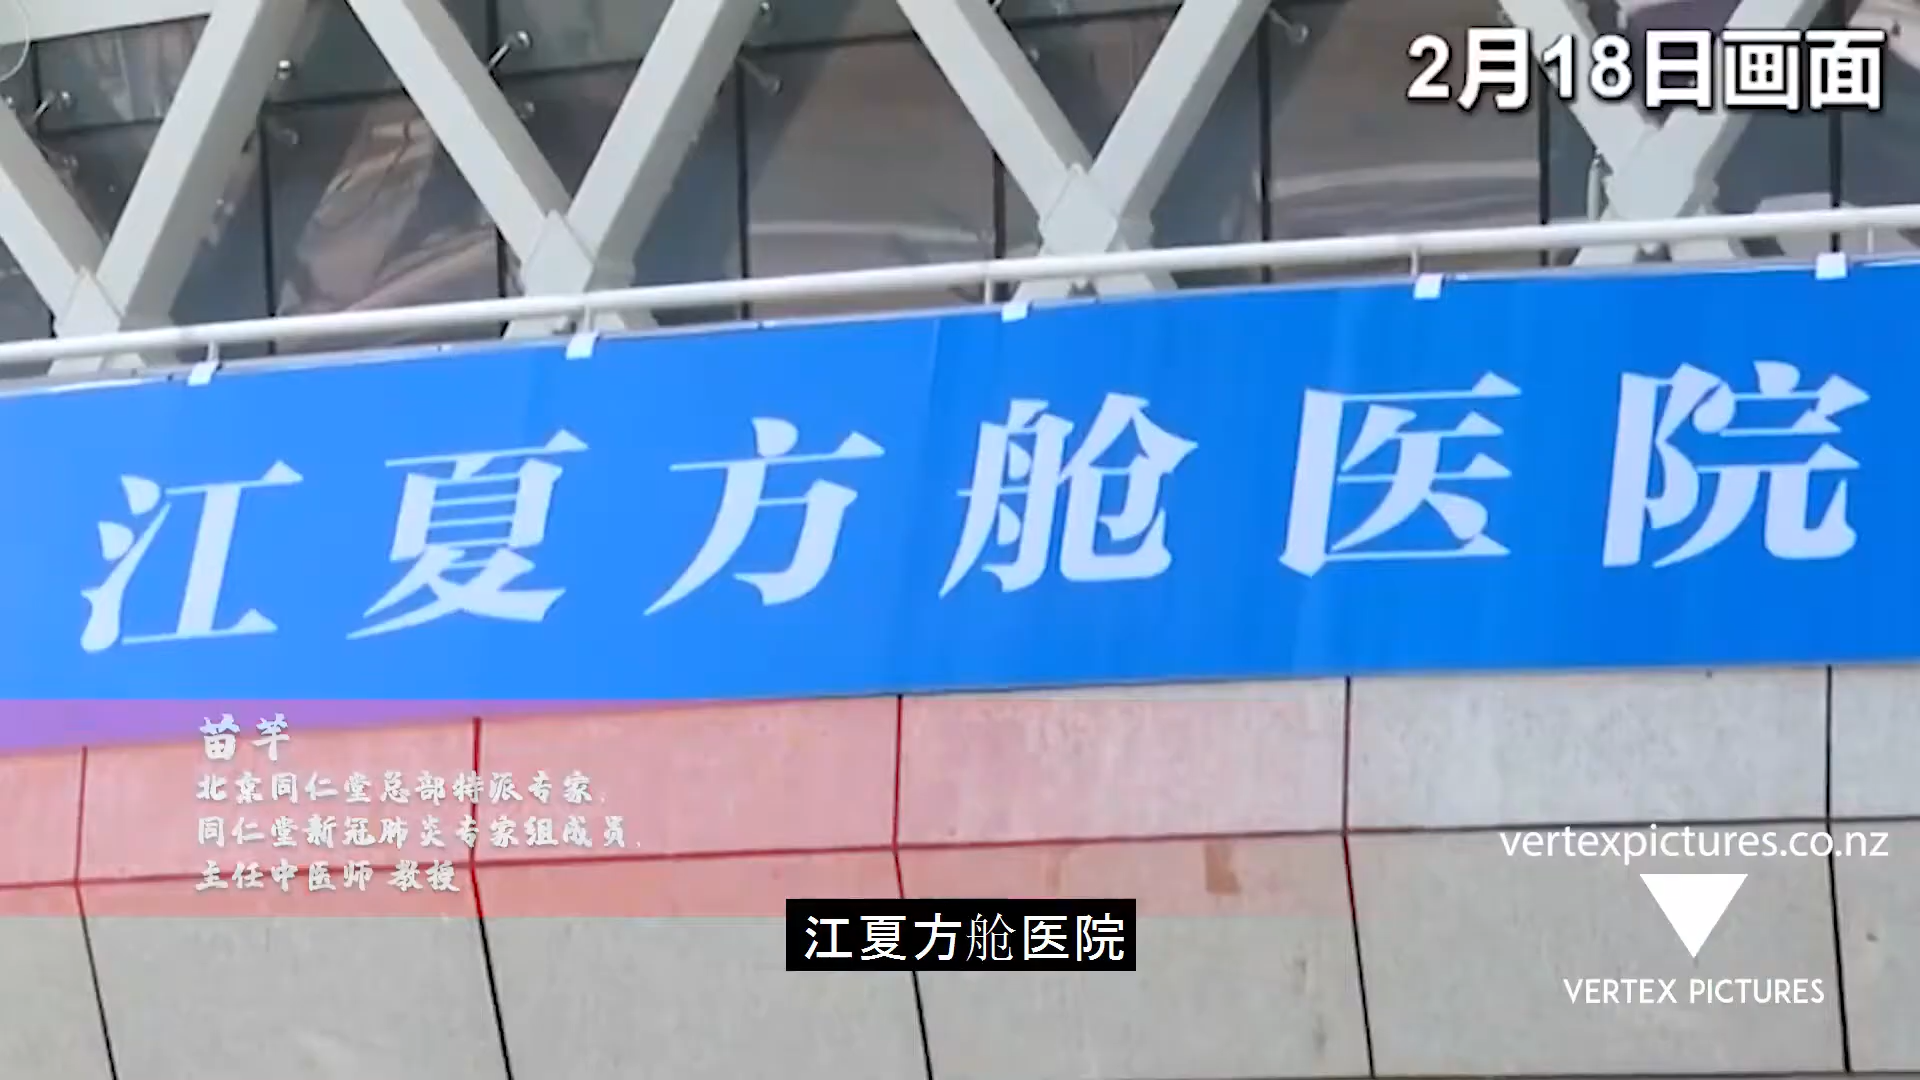 2月18日画面
江夏方舱医院
苗芊
北京同仁堂总部特派专家,
同仁堂新冠肺炎专家组成员,
主任中医师 教授
江夏方舱医院
vertexpictures.co.nz
VERTEX PICTURES